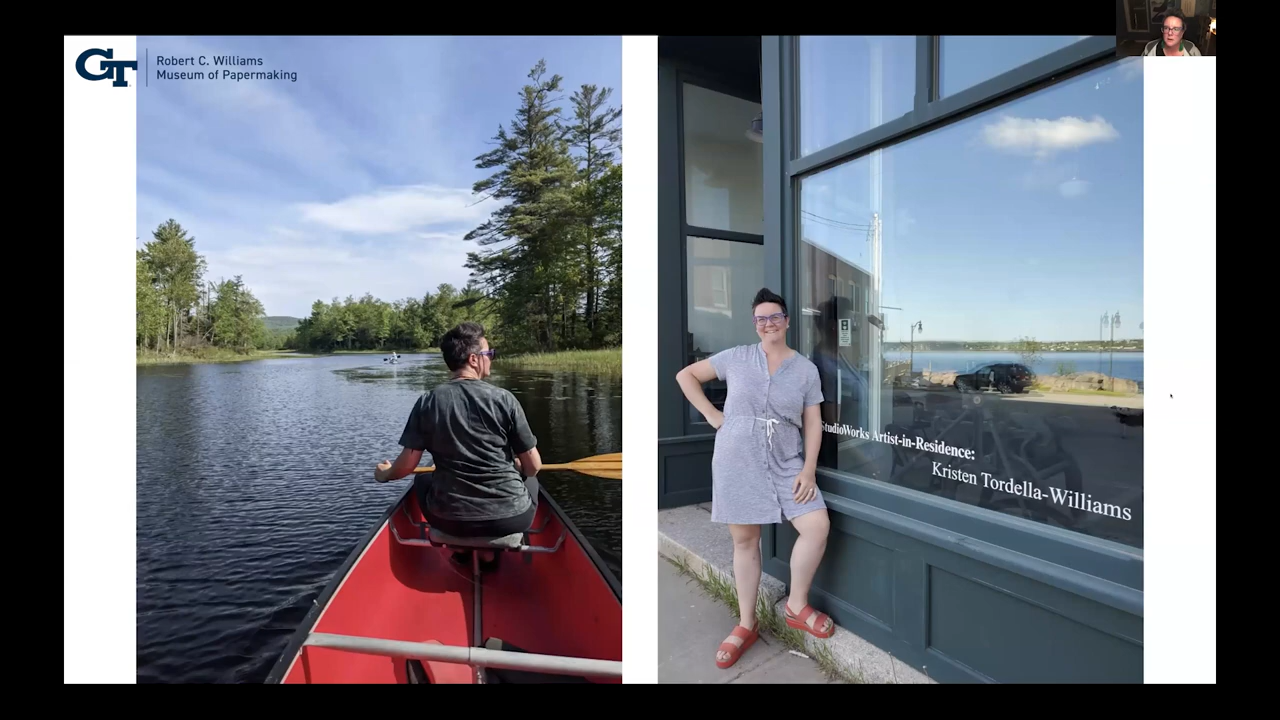 GT Robert C. Williams
Museum of Papermaking
StudioWorks Artist-in-Residence:
Kristen Tordella-Williams